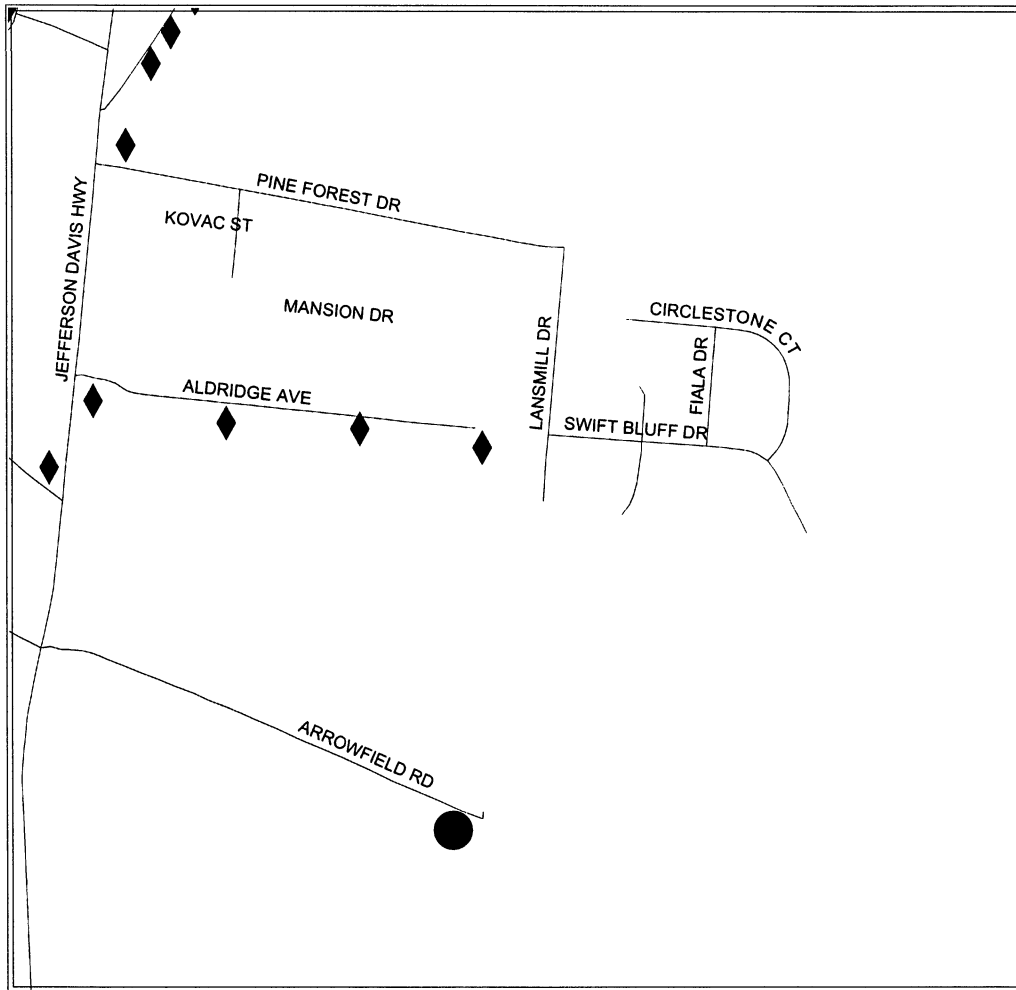 PINE FOREST DR
KOVAC ST
JEFFERSON DAVIS HWY
MANSION DR
CIRCLESTONE CT
LANSMILL DR
FIALA DR
ALDRIDGE AVE
SWIFT BLUFF DR
ARROWFIELD RD